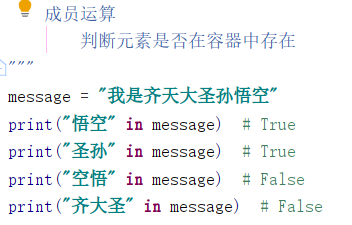 成员运算
判断元素是否在容器中存在
"""
message = "我是齐天大圣孙悟空"
print("悟空" in message)  # True
print("圣孙" in message)  # True
print("空悟" in message)  # False
print("齐大圣" in message)  # False